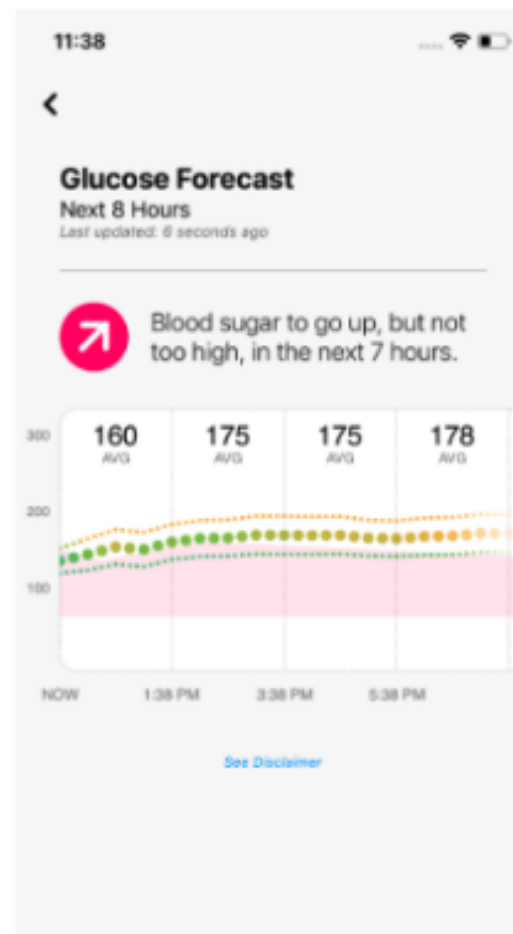 11:38
Glucose Forecast
Next 8 Hours
Last updated: 6 seconds ago
Blood sugar to go up, but not
too high, in the next 7 hours.
300 160 175 175 178
AVG AVG AVG AVG
200
100
NOW 1:38 PM 3:38 PM 5:38 PM
See Disclaimer